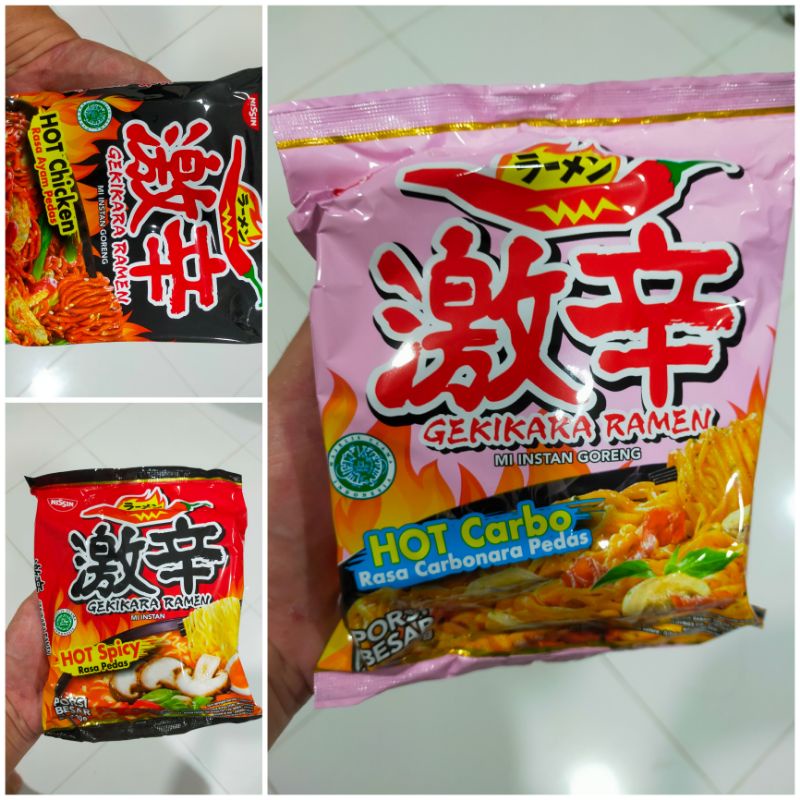 NISSIN
ラーメン
激辛
GEKIKARA RAMEN
MI INSTAN GORENG
HOT Chicken
Rasa Ayam Pedas
NISSIN
ラーメン
激辛
GEKIKARA RAMEN
MI INSTAN
HOT Spicy
Rasa Pedas
PORSI
BESAR
ラーメン
激辛
GEKIKARA RAMEN
MI INSTAN GORENG
HOT Carbo
Rasa Carbonara Pedas
PORSI
BESAR